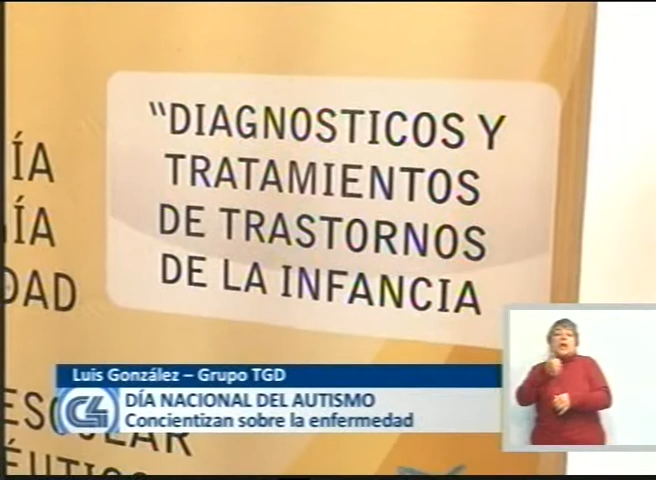 "DIAGNOSTICOS Y
TRATAMIENTOS
DE TRASTORNOS
DE LA INFANCIA
ÍA
ÍA
DAD
Luis González – Grupo TGD
C4
DÍA NACIONAL DEL AUTISMO
Concientizan sobre la enfermedad